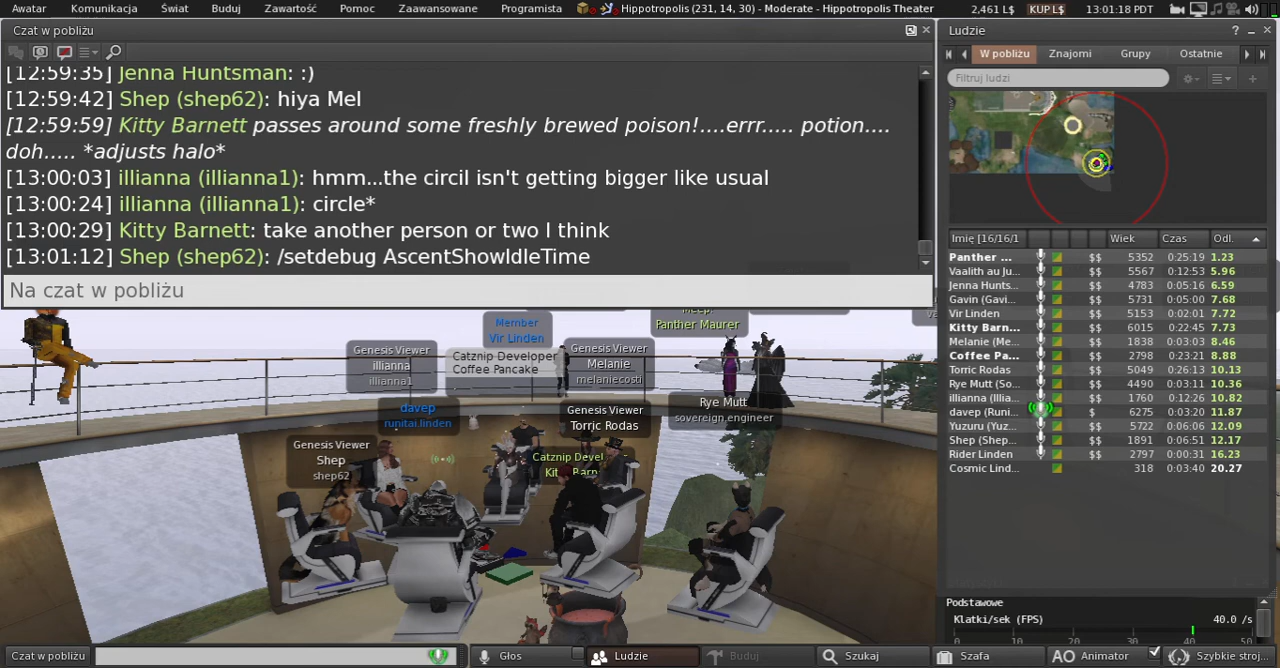 Awatar Komunikacja Świat Buduj Zawartość Pomoc Zaawansowane Programista Hippotropolis (231, 14, 30) - Moderate - Hippotropolis Theater 2,461 L$ KUP L$ 13:01:18 PDT
Czat w pobliżu
[12:59:35] Jenna Huntsman: :)
[12:59:42] Shep (shep62): hiya Mel
[12:59:59] Kitty Barnett passes around some freshly brewed poison!....errr..... potion....
doh..... *adjusts halo*
[13:00:03] illianna (illianna1): hmm...the circil isn't getting bigger like usual
[13:00:24] illianna (illianna1): circle*
[13:00:29] Kitty Barnett: take another person or two I think
[13:01:12] Shep (shep62): /setdebug AscentShowIdleTime
Na czat w pobliżu
Member
Vir Linden
Panther Maurer
Genesis Viewer
illianna
illianna1
Catznip Developer
Coffee Pancake
Genesis Viewer
Melanie
melaniecosti
davep
runitai.linden
Genesis Viewer
Torric Rodas
Rye Mutt
sovereign.engineer
Genesis Viewer
Shep
shep62
Catznip
Ludzie
W pobliżu Znajomi Grupy Ostatnie
Filtruj ludzi
Imię [16/16/1 Wiek Czas Odl.
Panther ... $$ 5352 0:25:19 1.23
Vaalith au Ju... $$ 5567 0:12:53 5.96
Jenna Hunts... $$ 4783 0:05:16 6.59
Gavin (Gavi... $$ 5731 0:05:00 7.68
Vir Linden $$ 5153 0:02:01 7.72
Kitty Barn... $$ 6015 0:22:45 7.73
Melanie (Me... $$ 1838 0:03:03 8.46
Coffee Pa... $$ 2798 0:23:21 8.88
Torric Rodas $$ 5049 0:26:13 10.13
Rye Mutt (So... $$ 4490 0:03:11 10.36
illianna (Illia... $$ 1760 0:12:26 10.82
davep (Runi... $ 6275 0:03:20 11.87
Yuzuru (Yuz... $$ 5722 0:06:06 12.09
Shep (Shep... $$ 1891 0:06:51 12.17
Rider Linden $$ 2797 0:00:31 16.23
Cosmic Lind... 318 0:03:40 20.27
Podstawowe
Klatki/sek (FPS) 40.0 /s
0 10 20 30 40 50
Czat w pobliżu Głos Ludzie Buduj Szukaj Szafa AO Animator Szybkie stroj...